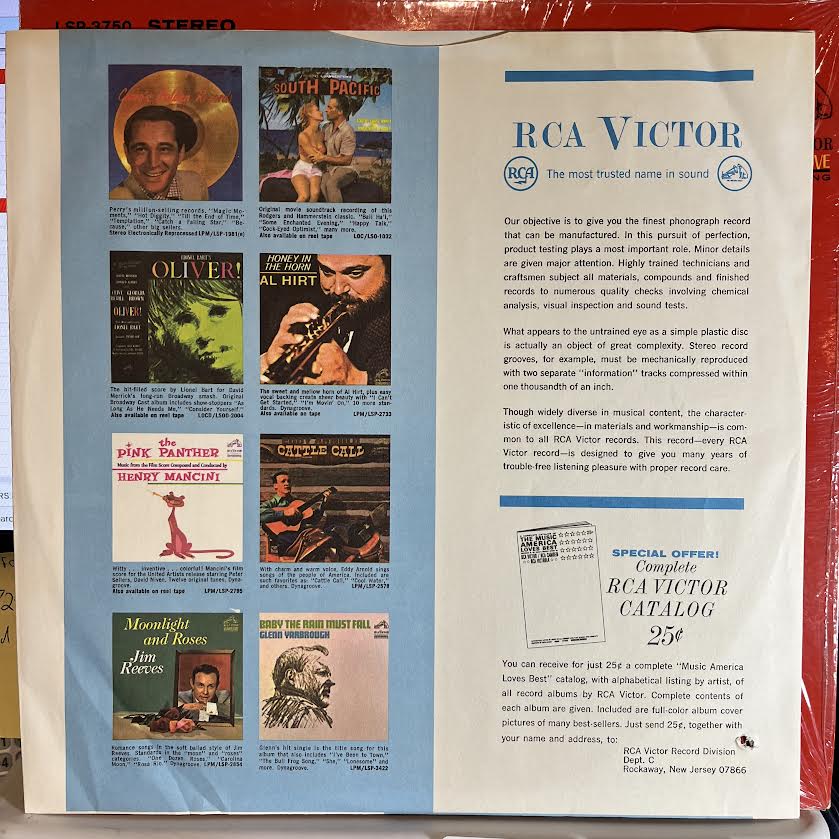 LSP-3750 STEREO
South Pacific
Perry's million-selling records, "Magic Mo-
ments," "Hot Diggity," "Till the End of Time,"
"Temptation," "Catch a Falling Star," "Be-
cause," other big sellers.
Stereo Electronically Reprocessed LPM/LSP-1981(e)
Original movie soundtrack recording of this
Rodgers and Hammerstein classic. "Bali Ha'i,"
"Some Enchanted Evening," "Happy Talk,"
"Cock-Eyed Optimist," many more.
Also available on reel tape LOC/LSO-1032
LIONEL BART'S
OLIVER!
CLIVE GEORGIA
REVILL BROWN
OLIVER!
LIONEL BART
The hit-filled score by Lionel Bart for David
Merrick's long-run Broadway smash. Original
Broadway Cast album includes show-stoppers "As
Long As He Needs Me," "Consider Yourself."
Also available on reel tape LOCD/LSOD-2004
HONEY IN
THE HORN
AL HIRT
The sweet and mellow horn of Al Hirt, plus easy
vocal backing create sheer beauty with "I Can't
Get Started," "I'm Movin' On," 10 more stan-
dards. Dynagroove. LPM/LSP-2733
the
PINK PANTHER
Music from the Film Score Composed and Conducted by
HENRY MANCINI
Witty . . . inventive . . . colorful! Mancini's film
score for the United Artists release starring Peter
Sellers, David Niven. Twelve original tunes. Dyna-
groove.
Also available on reel tape LPM/LSP-2795
CATTLE CALL
With charm and warm voice, Eddy Arnold sings
songs of the people of America. Included are
such favorites as: "Cattle Call," "Cool Water,"
and others. Dynagroove. LPM/LSP-2578
Moonlight
and Roses
Jim
Reeves
Romance songs in the soft ballad style of Jim
Reeves. Standards in the "moon" and "roses"
categories. "One Dozen Roses," "Carolina
Moon," "Rosa Rio." Dynagroove. LPM/LSP-2854
BABY THE RAIN MUST FALL
GLENN YARBROUGH
Glenn's hit single is the title song for this
album that also includes "I've Been to Town,"
"The Bull Frog Song," "She," "Lonesome" and
more. Dynagroove. LPM/LSP-3422
RCA VICTOR
RCA The most trusted name in sound
Our objective is to give you the finest phonograph record
that can be manufactured. In this pursuit of perfection,
product testing plays a most important role. Minor details
are given major attention. Highly trained technicians and
craftsmen subject all materials, compounds and finished
records to numerous quality checks involving chemical
analysis, visual inspection and sound tests.
What appears to the untrained eye as a simple plastic disc
is actually an object of great complexity. Stereo record
grooves, for example, must be mechanically reproduced
with two separate "information" tracks compressed within
one thousandth of an inch.
Though widely diverse in musical content, the character-
istic of excellence—in materials and workmanship—is com-
mon to all RCA Victor records. This record—every RCA
Victor record—is designed to give you many years of
trouble-free listening pleasure with proper record care.
THE MUSIC
AMERICA
LOVES BEST
SPECIAL OFFER!
Complete
RCA VICTOR
CATALOG
25¢
You can receive for just 25¢ a complete "Music America
Loves Best" catalog, with alphabetical listing by artist, of
all record albums by RCA Victor. Complete contents of
each album are given. Included are full-color album cover
pictures of many best-sellers. Just send 25¢, together with
your name and address, to:
RCA Victor Record Division
Dept. C
Rockaway, New Jersey 07866